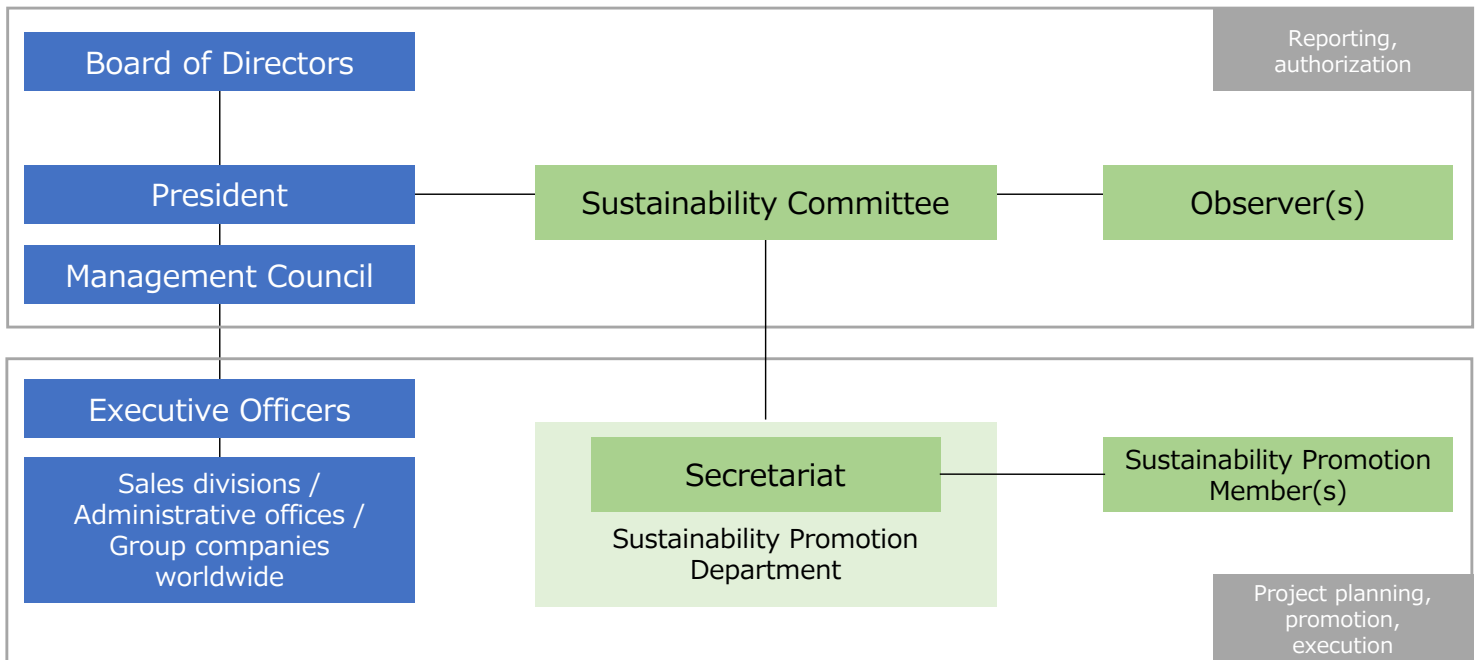 Board of Directors
Reporting,
authorization
President
Sustainability Committee
Observer(s)
Management Council
Executive Officers
Secretariat
Sustainability Promotion
Member(s)
Sales divisions /
Administrative offices /
Group companies
worldwide
Sustainability Promotion
Department
Project planning,
promotion,
execution